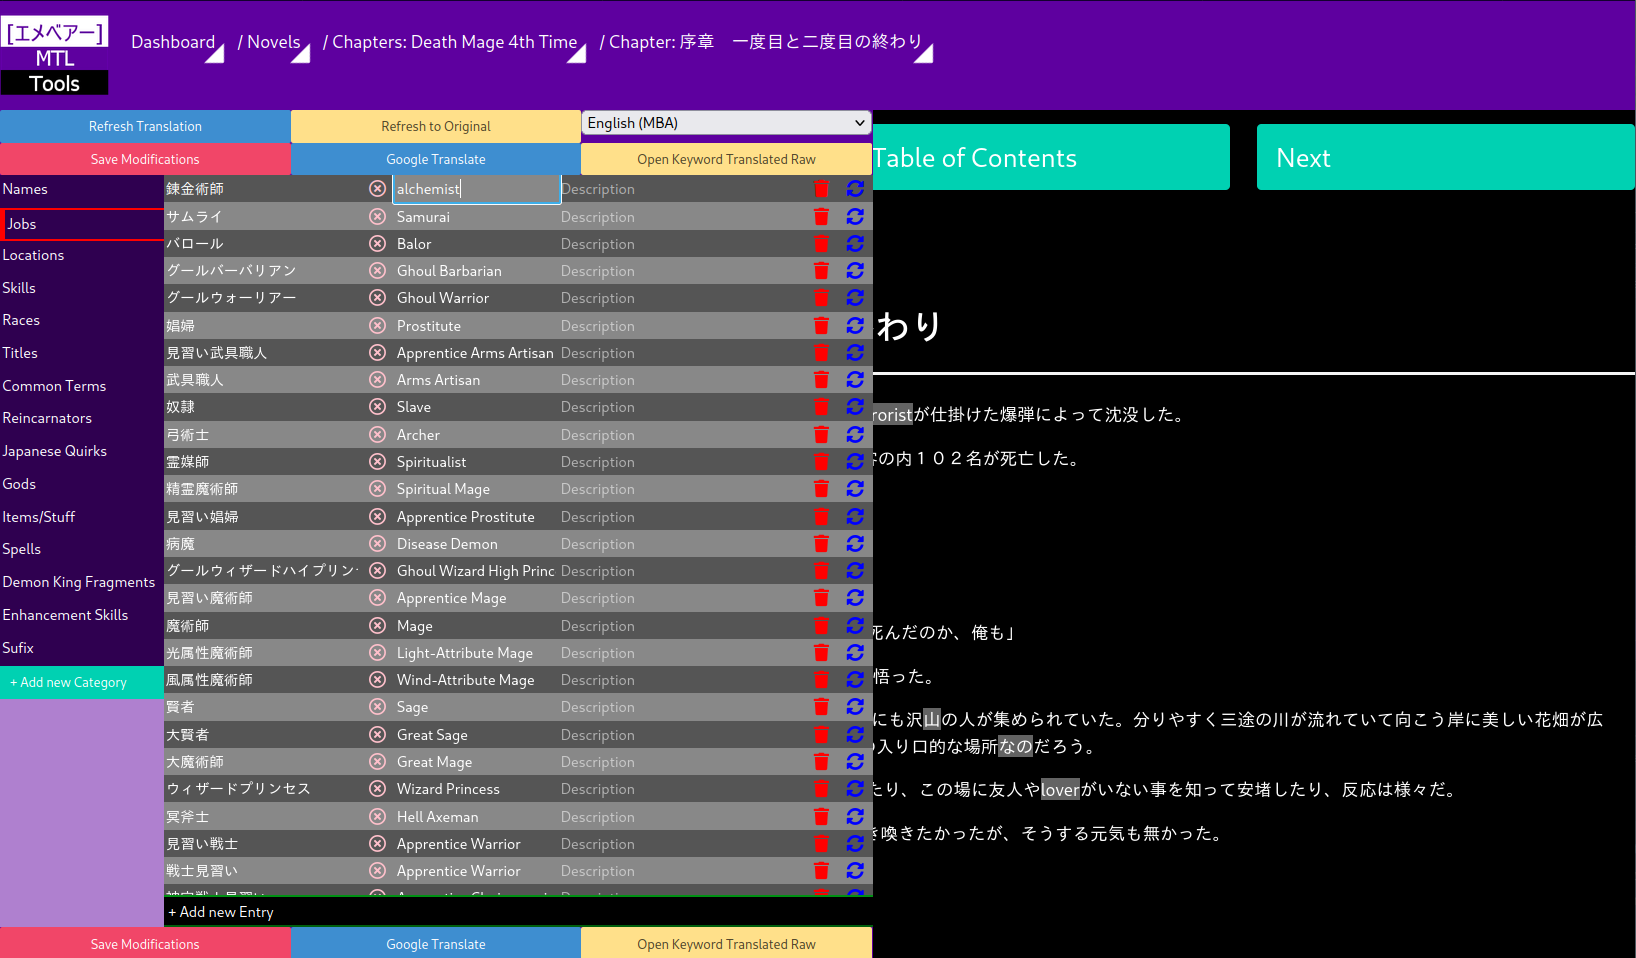 [エメベアー]
MTL
Tools
Dashboard / Novels / Chapters: Death Mage 4th Time / Chapter: 序章　一度目と二度目の終わり
Refresh Translation Refresh to Original English (MBA)
Save Modifications Google Translate Open Keyword Translated Raw
Names
Jobs
Locations
Skills
Races
Titles
Common Terms
Reincarnators
Japanese Quirks
Gods
Items/Stuff
Spells
Demon King Fragments
Enhancement Skills
Sufix
+ Add new Category
錬金術師 alchemist Description
サムライ Samurai Description
バロール Balor Description
グールバーバリアン Ghoul Barbarian Description
グールウォーリアー Ghoul Warrior Description
娼婦 Prostitute Description
見習い武具職人 Apprentice Arms Artisan Description
武具職人 Arms Artisan Description
奴隷 Slave Description
弓術士 Archer Description
霊媒師 Spiritualist Description
精霊魔術師 Spiritual Mage Description
見習い娼婦 Apprentice Prostitute Description
病魔 Disease Demon Description
グールウィザードハイプリン Ghoul Wizard High Princ Description
見習い魔術師 Apprentice Mage Description
魔術師 Mage Description
光属性魔術師 Light-Attribute Mage Description
風属性魔術師 Wind-Attribute Mage Description
賢者 Sage Description
大賢者 Great Sage Description
大魔術師 Great Mage Description
ウィザードプリンセス Wizard Princess Description
冥斧士 Hell Axeman Description
見習い戦士 Apprentice Warrior Description
戦士見習い Apprentice Warrior Description
+ Add new Entry
Save Modifications Google Translate Open Keyword Translated Raw
Table of Contents
Next
わり
roristが仕掛けた爆弾によって沈没した。
の内１０２名が死亡した。
死んだのか、俺も」
悟った。
にも沢山の人が集められていた。分りやすく三途の川が流れていて向こう岸に美しい花畑が広
入り口的な場所なのだろう。
たり、この場に友人やloverがいない事を知って安堵したり、反応は様々だ。
き喚きたかったが、そうする元気も無かった。